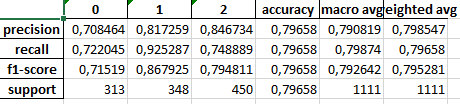 0 1 2 accuracy macro avg eighted avg
precision 0,708464 0,817259 0,846734 0,79658 0,790819 0,798547
recall 0,722045 0,925287 0,748889 0,79658 0,79874 0,79658
f1-score 0,71519 0,867925 0,794811 0,79658 0,792642 0,795281
support 313 348 450 0,79658 1111 1111